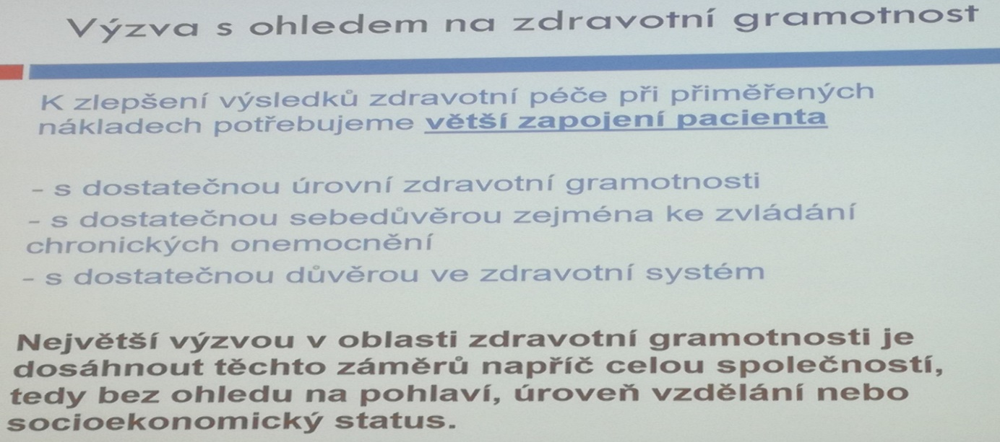 Výzva s ohledem na zdravotní gramotnost
K zlepšení výsledků zdravotní péče při přiměřených
nákladech potřebujeme větší zapojení pacienta
- s dostatečnou úrovní zdravotní gramotnosti
- s dostatečnou sebedůvěrou zejména ke zvládání
chronických onemocnění
- s dostatečnou důvěrou ve zdravotní systém
Největší výzvou v oblasti zdravotní gramotnosti je
dosáhnout těchto záměrů napříč celou společností,
tedy bez ohledu na pohlaví, úroveň vzdělání nebo
socioekonomický status.